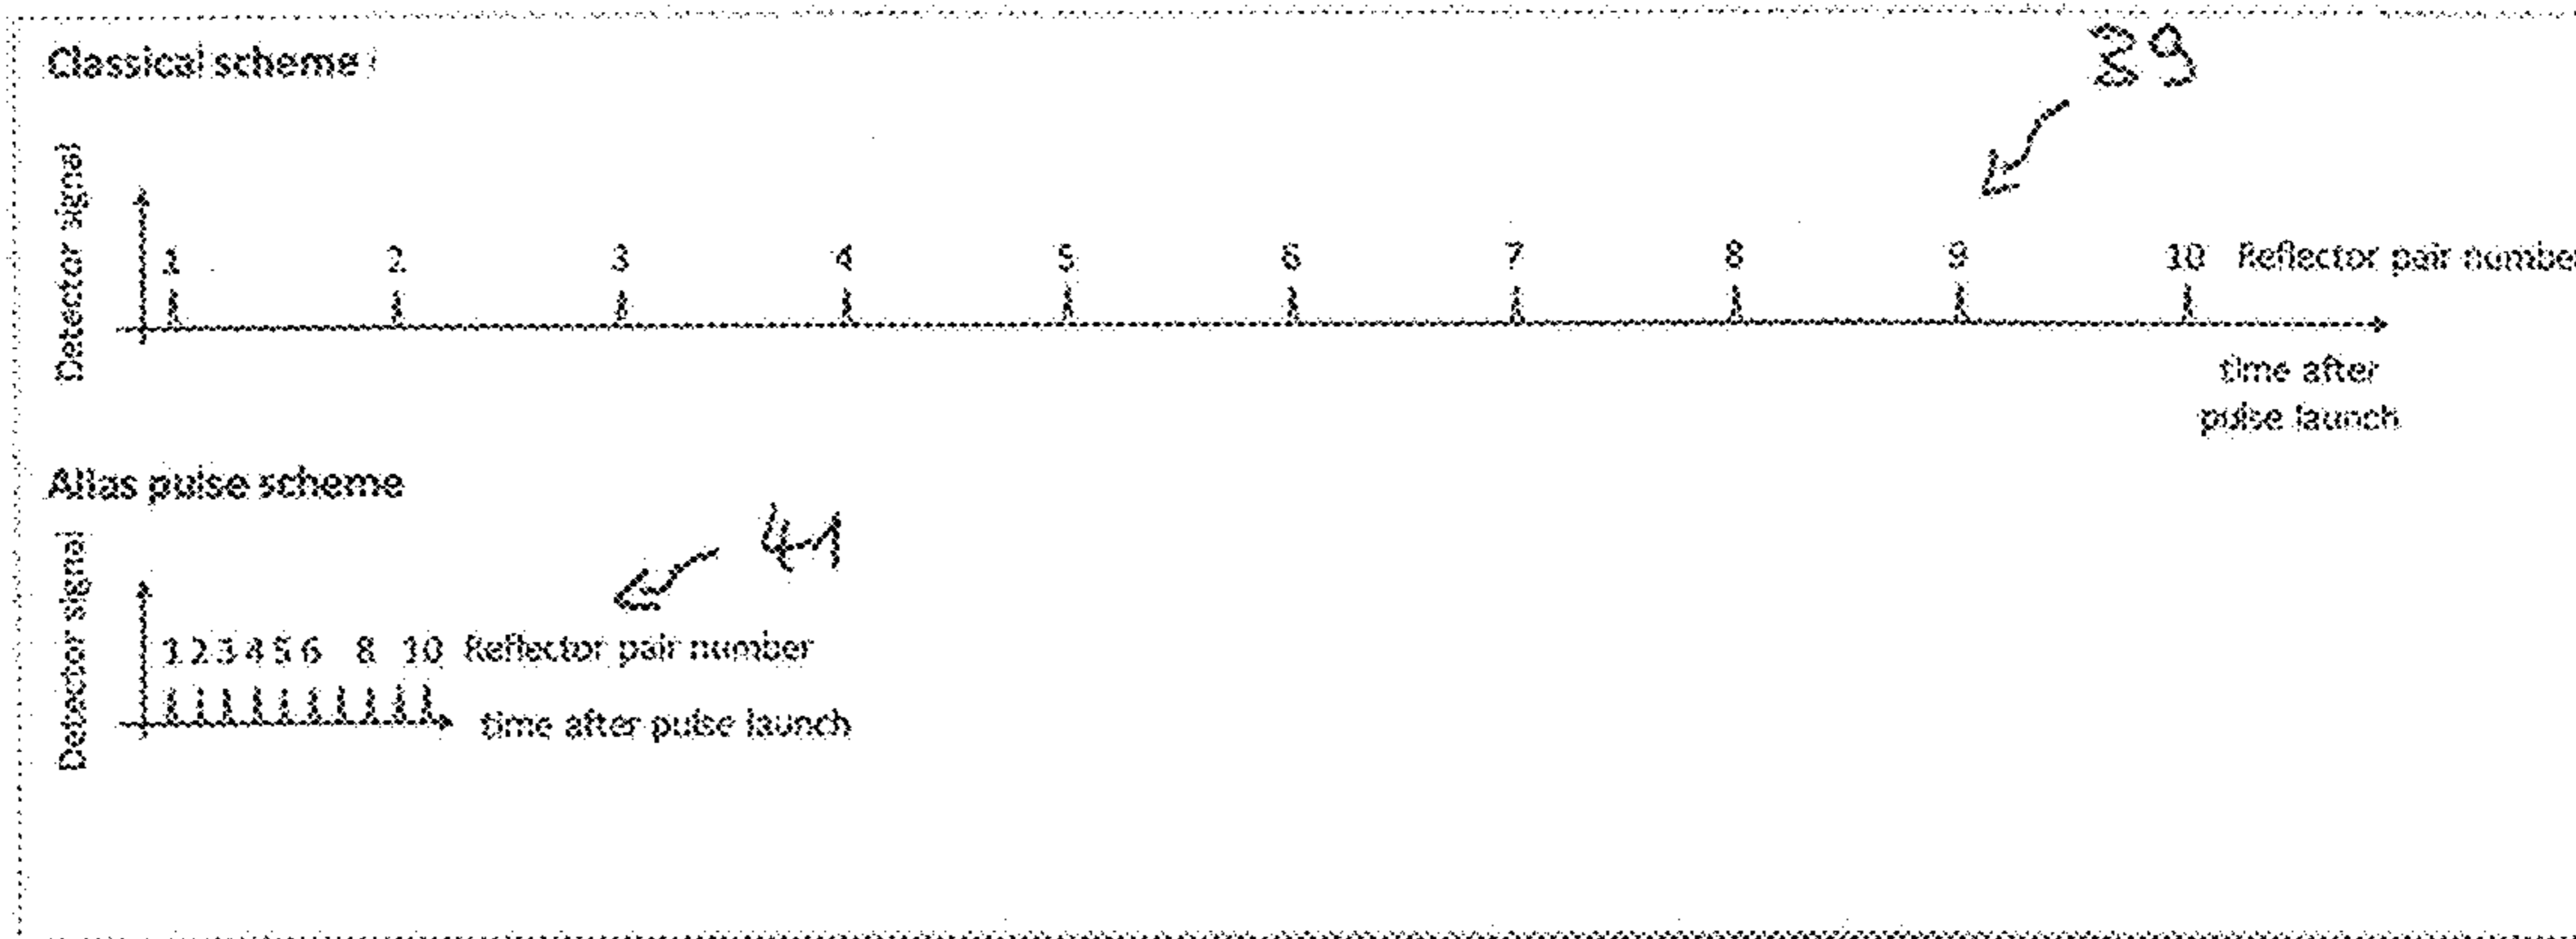 Classical scheme
39
Detector signal
1 2 3 4 5 6 7 8 9 10 Reflector pair number
time after
pulse launch
Alias pulse scheme
41
Detector signal
1 2 3 4 5 6 8 10 Reflector pair number
time after pulse launch